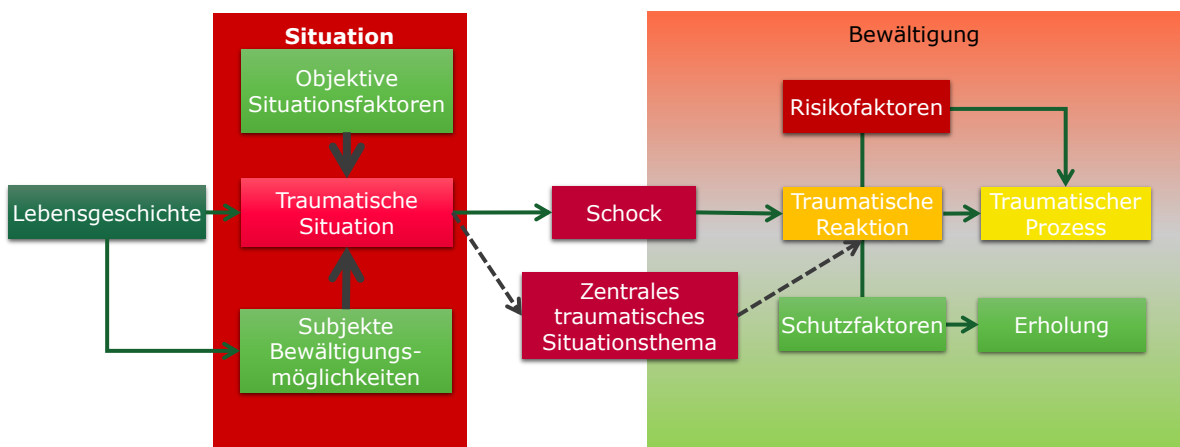 Situation
Objektive
Situationsfaktoren
Lebensgeschichte
Traumatische
Situation
Subjekte
Bewältigungs-
möglichkeiten
Schock
Zentrales
traumatisches
Situationsthema
Bewältigung
Risikofaktoren
Traumatische
Reaktion
Traumatischer
Prozess
Schutzfaktoren
Erholung